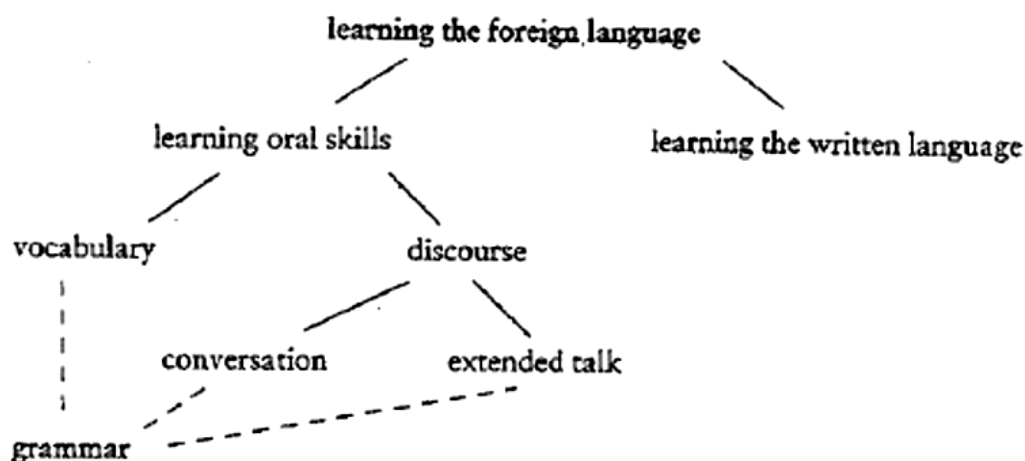 learning the foreign language
learning oral skills
learning the written language
vocabulary
discourse
conversation
extended talk
grammar